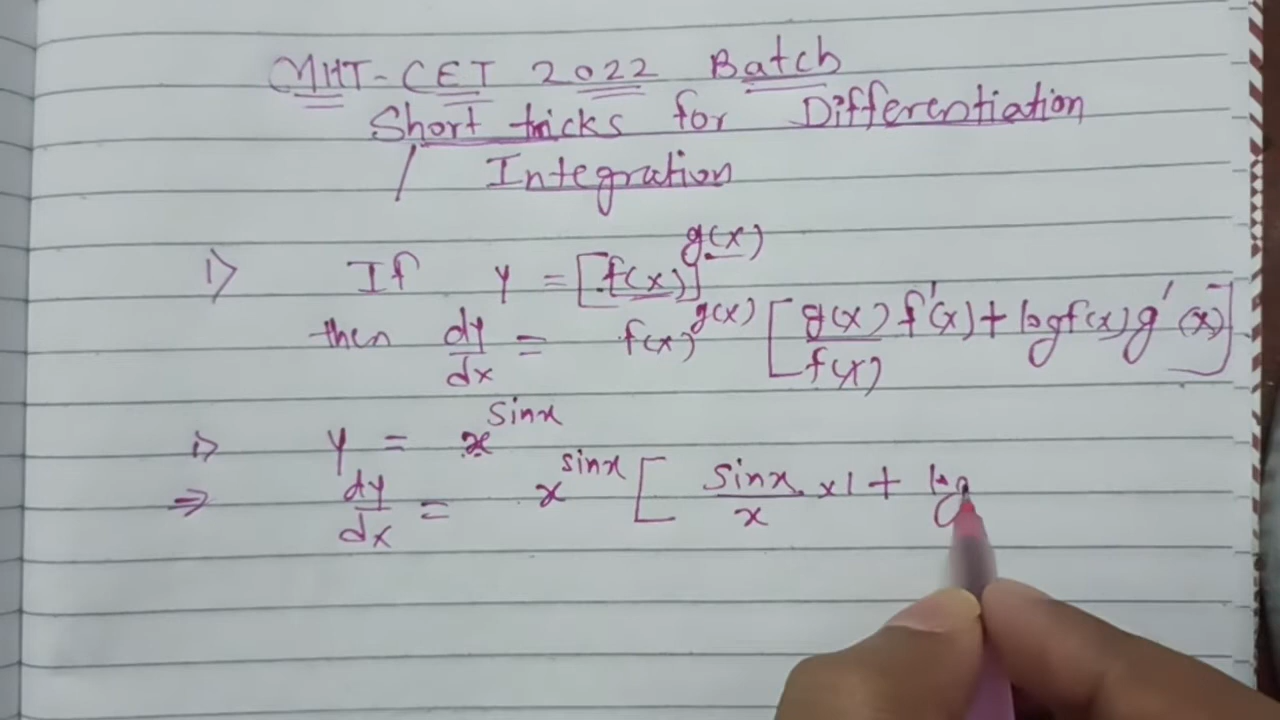 MHT-CET 2022 Batch
Short tricks for Differentiation
/ Integration
1> If y = [f(x)]^g(x)
then dy/dx = f(x)^g(x) [g(x)/f(x) f'(x) + logf(x) g'(x)]
i> y = x^sinx
⇒ dy/dx = x^sinx [ sinx/x ×1 + log